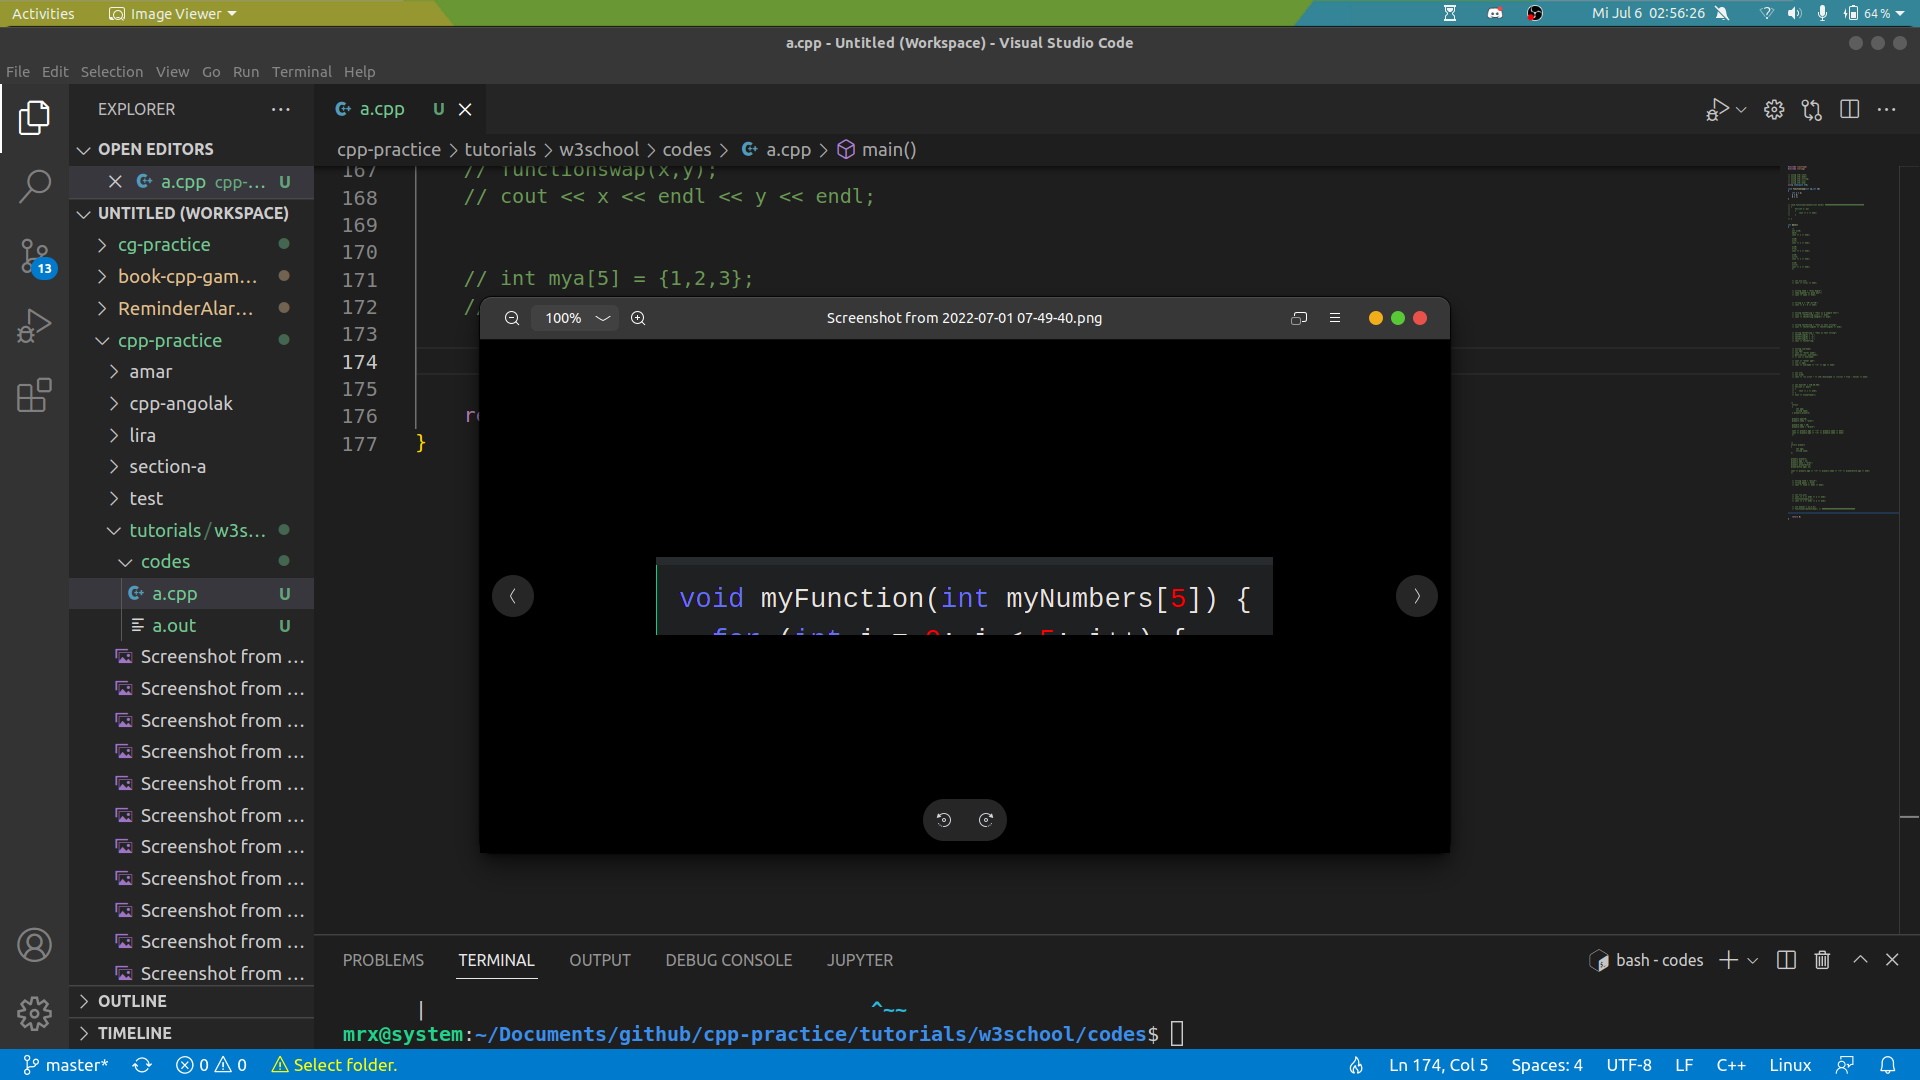 Activities
Image Viewer
Mi Jul 6 02:56:26
64 %
a.cpp - Untitled (Workspace) - Visual Studio Code
File Edit Selection View Go Run Terminal Help
EXPLORER
OPEN EDITORS
a.cpp cpp-... U
UNTITLED (WORKSPACE)
cg-practice
book-cpp-gam...
ReminderAlar...
cpp-practice
amar
cpp-angolak
lira
section-a
test
tutorials/w3s...
codes
a.cpp U
a.out U
Screenshot from ...
Screenshot from ...
Screenshot from ...
Screenshot from ...
Screenshot from ...
Screenshot from ...
Screenshot from ...
Screenshot from ...
Screenshot from ...
Screenshot from ...
Screenshot from ...
OUTLINE
TIMELINE
13
a.cpp U
cpp-practice > tutorials > w3school > codes > a.cpp > main()
167 // functionswap(x,y);
168 // cout << x << endl << y << endl;
169
170
171 // int mya[5] = {1,2,3};
172
173
174
175
176 re
177 }
100%
Screenshot from 2022-07-01 07-49-40.png
void myFunction(int myNumbers[5]) {
for (int i = 0; i < 5; i++) {
PROBLEMS TERMINAL OUTPUT DEBUG CONSOLE JUPYTER
bash - codes
| ^~~
mrx@system:~/Documents/github/cpp-practice/tutorials/w3school/codes$
master* 0 0 Select folder.
Ln 174, Col 5 Spaces: 4 UTF-8 LF C++ Linux